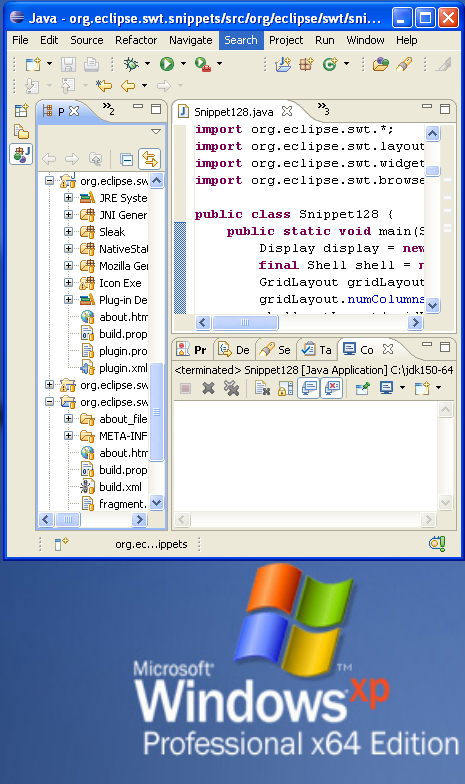 Java - org.eclipse.swt.snippets/src/org/eclipse/swt/sni...
File Edit Source Refactor Navigate Search Project Run Window Help
P
2
Snippet128.java
3
org.eclipse.sw
JRE Syste
JNI Gener
Sleak
NativeStat
Mozilla Ge
Icon Exe
Plug-in De
about.htm
build.prop
plugin.pro
plugin.xml
org.eclipse.sw
org.eclipse.sw
about_file
META-INF
about.htm
build.prop
build.xml
fragment.
import org.eclipse.swt.*;
import org.eclipse.swt.layout
import org.eclipse.swt.widget
import org.eclipse.swt.browse
public class Snippet128 {
public static void main(S
Display display = new
final Shell shell = n
GridLayout gridLayout
gridLayout.numColumns
Pr De Se Ta Co
<terminated> Snippet128 [Java Application] C:\jdk150-64
org.ec...ippets
Microsoft
Windows xp
TM
Professional x64 Edition